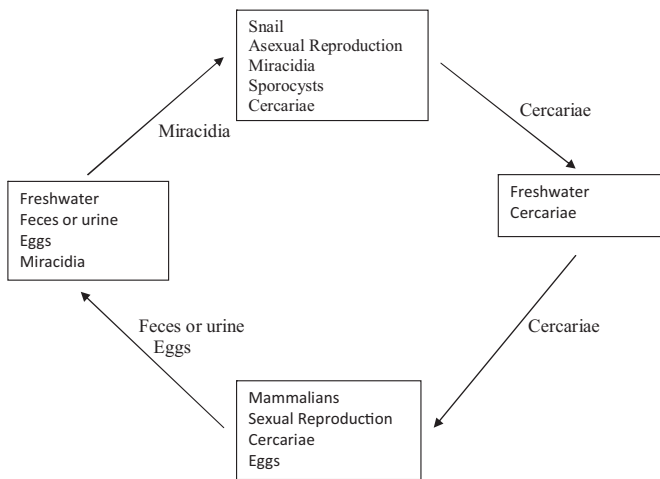 Snail
Asexual Reproduction
Miracidia
Sporocysts
Cercariae
Cercariae
Freshwater
Cercariae
Cercariae
Mammalians
Sexual Reproduction
Cercariae
Eggs
Feces or urine
Eggs
Freshwater
Feces or urine
Eggs
Miracidia
Miracidia